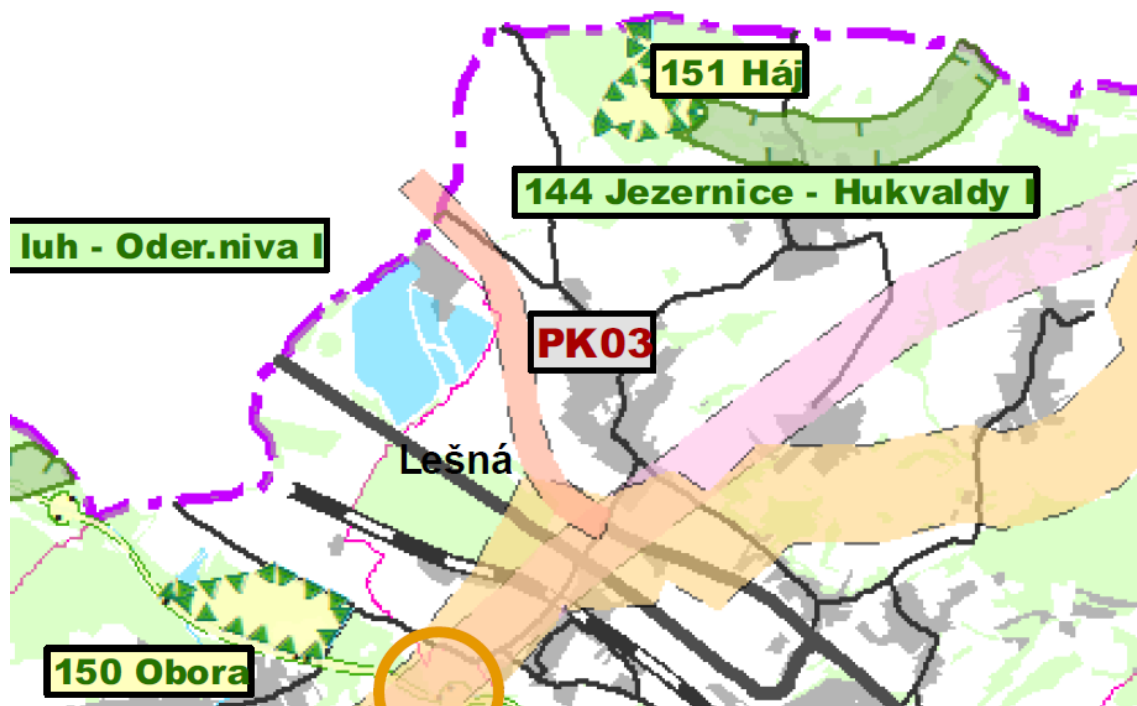 151 Háj
144 Jezernice - Hukvaldy I
luh - Oder.niva I
PK03
Lešná
150 Obora